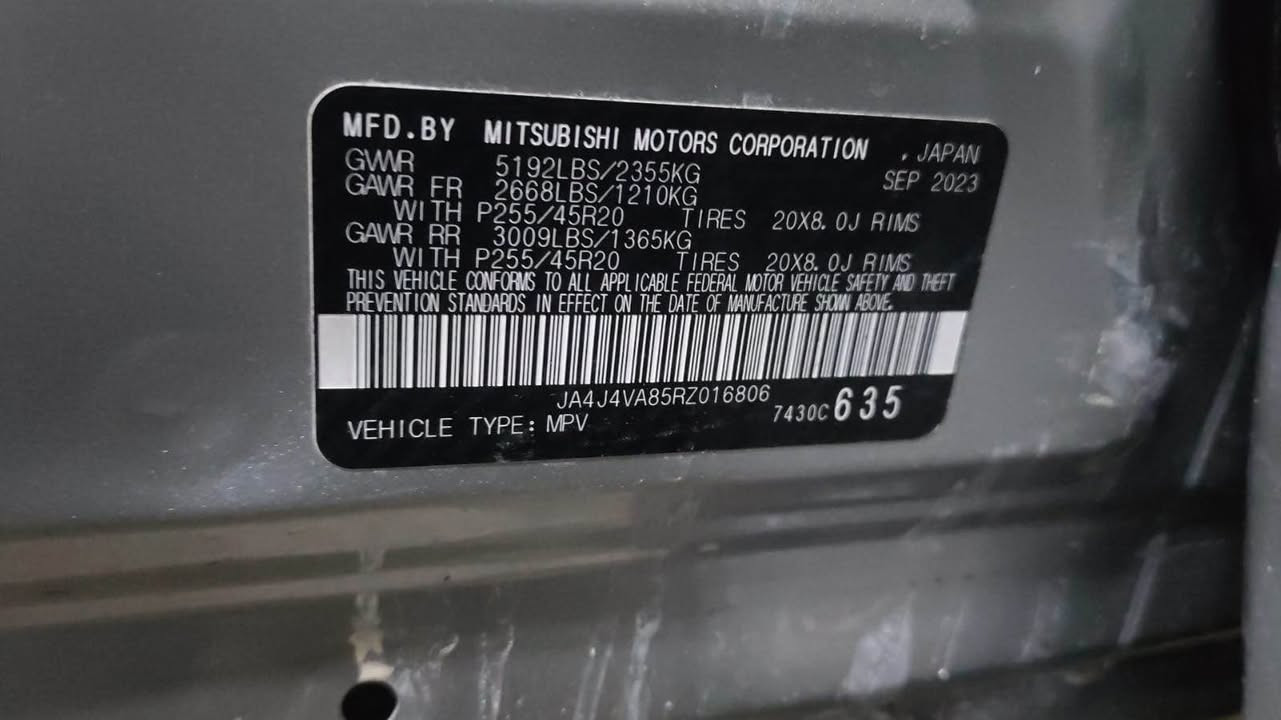 MFD.BY MITSUBISHI MOTORS CORPORATION , JAPAN
GVWR 5192LBS/2355KG SEP 2023
GAWR FR 2668LBS/1210KG
WITH P255/45R20 TIRES 20X8.0J RIMS
GAWR RR 3009LBS/1365KG
WITH P255/45R20 TIRES 20X8.0J RIMS
THIS VEHICLE CONFORMS TO ALL APPLICABLE FEDERAL MOTOR VEHICLE SAFETY AND THEFT
PREVENTION STANDARDS IN EFFECT ON THE DATE OF MANUFACTURE SHOWN ABOVE.
JA4J4VA85RZ016806
VEHICLE TYPE: MPV 7430C 635